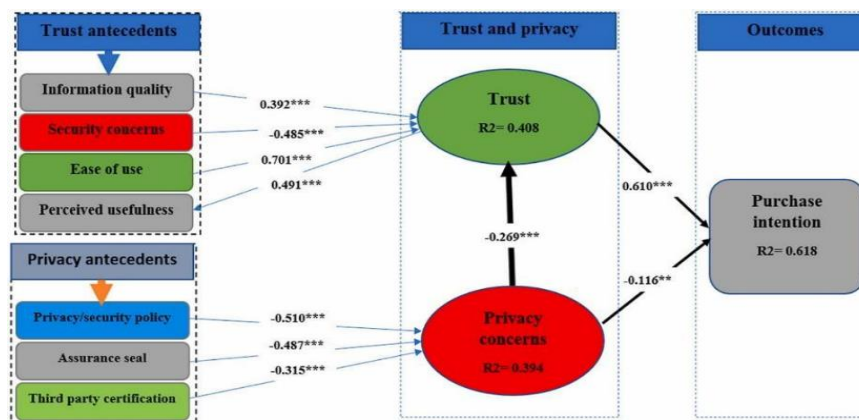 Trust antecedents
Information quality
Security concerns
Ease of use
Perceived usefulness
Privacy antecedents
Privacy/security policy
Assurance seal
Third party certification
0.392***
-0.485***
0.701***
0.491***
-0.510***
-0.487***
-0.315***
Trust and privacy
Trust
R2= 0.408
-0.269***
Privacy
concerns
R2= 0.394
0.610***
-0.116**
Outcomes
Purchase
intention
R2= 0.618